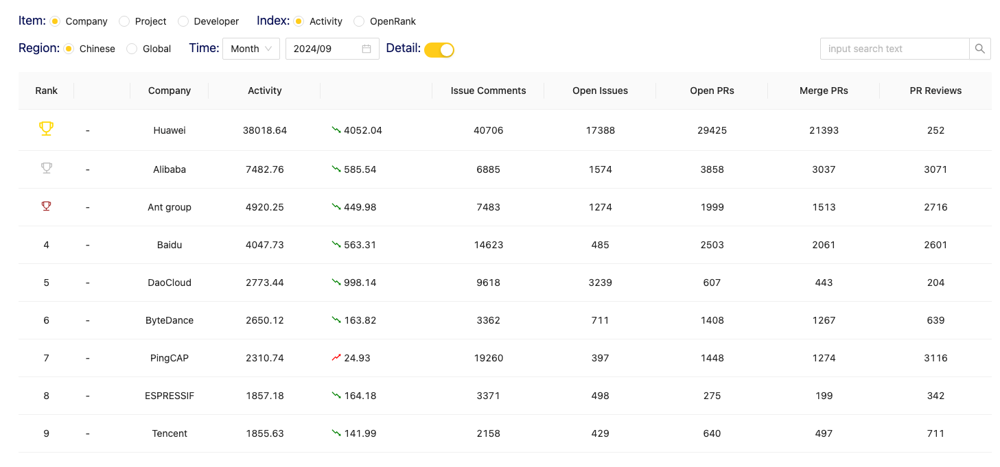 Item: Company Project Developer Index: Activity OpenRank
Region: Chinese Global Time: Month 2024/09 Detail: input search text
Rank Company Activity Issue Comments Open Issues Open PRs Merge PRs PR Reviews
- Huawei 38018.64 4052.04 40706 17388 29425 21393 252
- Alibaba 7482.76 585.54 6885 1574 3858 3037 3071
- Ant group 4920.25 449.98 7483 1274 1999 1513 2716
4 - Baidu 4047.73 563.31 14623 485 2503 2061 2601
5 - DaoCloud 2773.44 998.14 9618 3239 607 443 204
6 - ByteDance 2650.12 163.82 3362 711 1408 1267 639
7 - PingCAP 2310.74 24.93 19260 397 1448 1274 3116
8 - ESPRESSIF 1857.18 164.18 3371 498 275 199 342
9 - Tencent 1855.63 141.99 2158 429 640 497 711